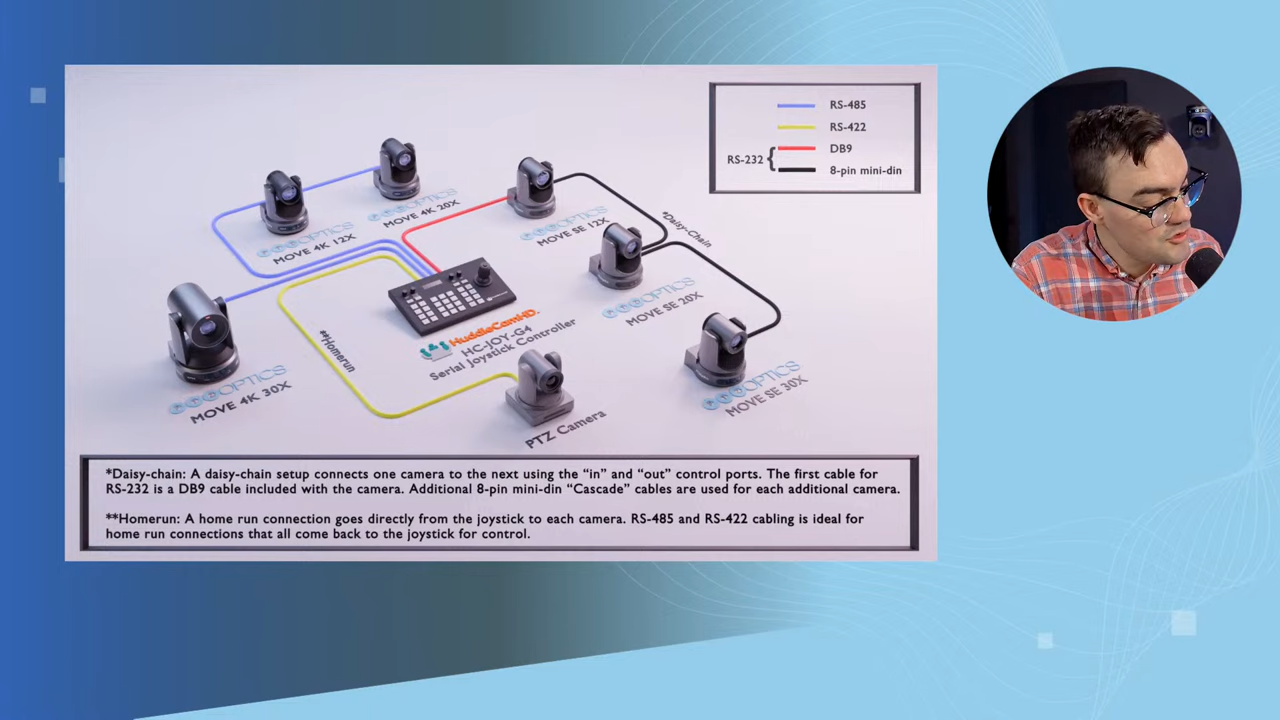 RS-485
RS-422
RS-232 { DB9
8-pin mini-din
PTZOPTICS
MOVE 4K 20X
PTZOPTICS
MOVE 4K 12X
PTZOPTICS
MOVE SE 12X
*Daisy-Chain
PTZOPTICS
MOVE SE 20X
HuddleCamHD.
HC-JOY-G4
Serial Joystick Controller
**Homerun
PTZOPTICS
MOVE 4K 30X
PTZOPTICS
MOVE SE 30X
PTZ Camera
*Daisy-chain: A daisy-chain setup connects one camera to the next using the “in” and “out” control ports. The first cable for
RS-232 is a DB9 cable included with the camera. Additional 8-pin mini-din “Cascade” cables are used for each additional camera.
**Homerun: A home run connection goes directly from the joystick to each camera. RS-485 and RS-422 cabling is ideal for
home run connections that all come back to the joystick for control.